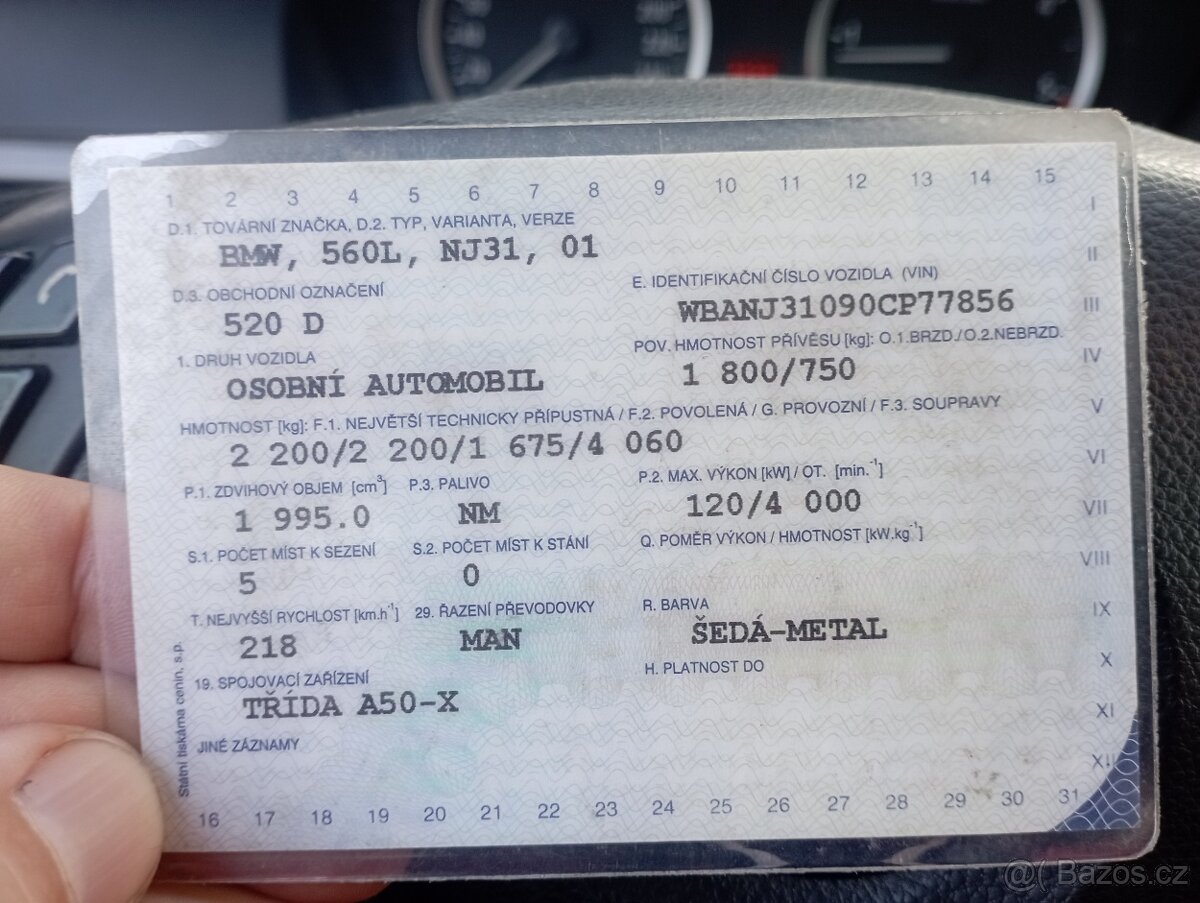 1 2 3 4 5 6 7 8 9 10 11 12 13 14 15
I
D.1. TOVÁRNÍ ZNAČKA, D.2. TYP, VARIANTA, VERZE
BMW, 560L, NJ31, 01
II
D.3. OBCHODNÍ OZNAČENÍ
E. IDENTIFIKAČNÍ ČÍSLO VOZIDLA (VIN)
520 D
WBANJ31090CP77856
III
1. DRUH VOZIDLA
POV. HMOTNOST PŘÍVĚSU [kg]: O.1.BRZD./O.2.NEBRZD.
IV
OSOBNÍ AUTOMOBIL
1 800/750
HMOTNOST [kg]: F.1. NEJVĚTŠÍ TECHNICKY PŘÍPUSTNÁ / F.2. POVOLENÁ / G. PROVOZNÍ / F.3. SOUPRAVY
V
2 200/2 200/1 675/4 060
VI
P.1. ZDVIHOVÝ OBJEM [cm³]
P.3. PALIVO
P.2. MAX. VÝKON [kW] / OT. [min.⁻¹]
1 995.0
NM
120/4 000
VII
S.1. POČET MÍST K SEZENÍ
S.2. POČET MÍST K STÁNÍ
Q. POMĚR VÝKON / HMOTNOST [kW.kg⁻¹]
VIII
5
0
T. NEJVYŠŠÍ RYCHLOST [km.h⁻¹]
29. ŘAZENÍ PŘEVODOVKY
R. BARVA
IX
218
MAN
ŠEDÁ-METAL
19. SPOJOVACÍ ZAŘÍZENÍ
H. PLATNOST DO
X
TŘÍDA A50-X
XI
JINÉ ZÁZNAMY
XII
Státní tiskárna cenin, s.p.
16 17 18 19 20 21 22 23 24 25 26 27 28 29 30 31
@( Bazos.cz